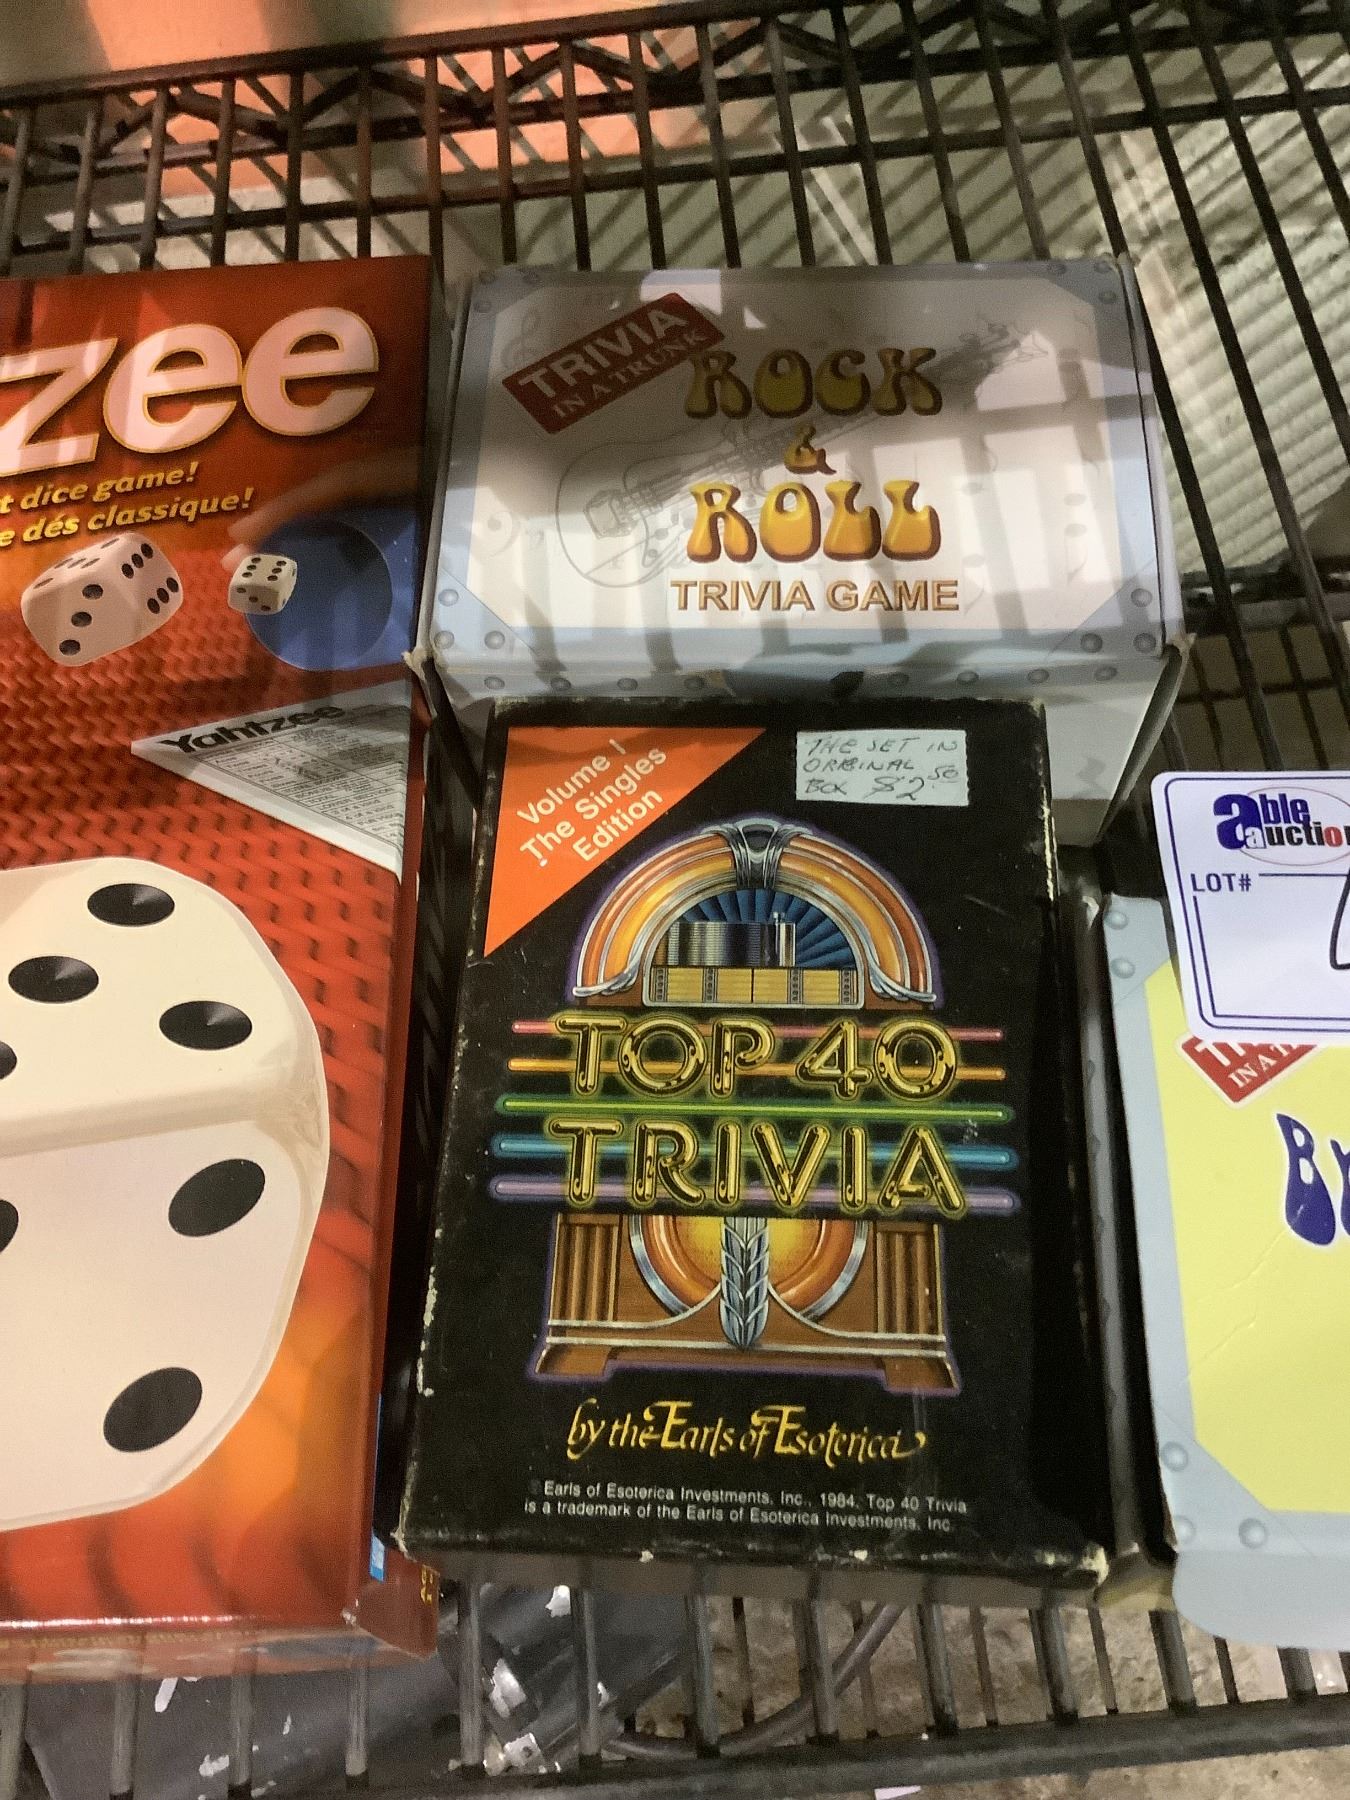 zee
t dice game!
e dés classique!
Yahtzee
TRIVIA
IN A TRUNK
ROCK
&
ROLL
TRIVIA GAME
Volume I
The Singles
Edition
THE SET IN
ORIGINAL
BOX $2.50
TOP 40
TRIVIA
by the Earls of Esoterica
Earls of Esoterica Investments, Inc., 1984. Top 40 Trivia
is a trademark of the Earls of Esoterica Investments, Inc.
able
auctio
LOT#
IN A
B